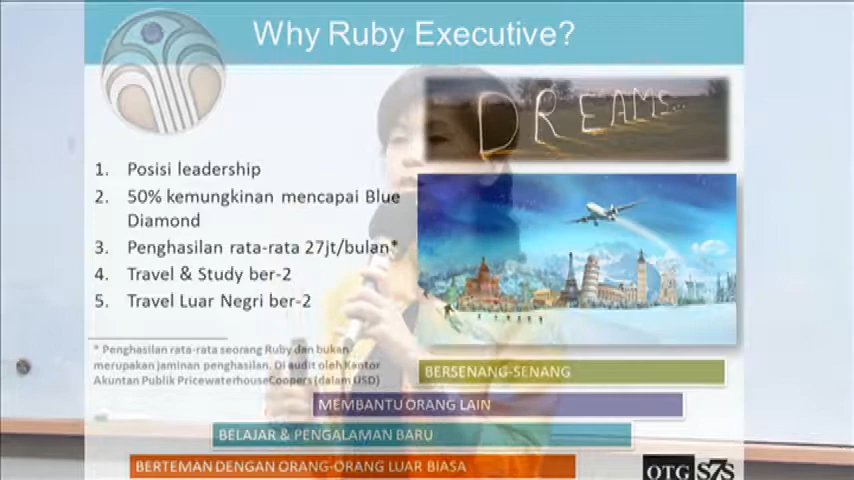 Why Ruby Executive?
DREAMS...
1. Posisi leadership
2. 50% kemungkinan mencapai Blue
Diamond
3. Penghasilan rata-rata 27jt/bulan*
4. Travel & Study ber-2
5. Travel Luar Negri ber-2
* Penghasilan rata-rata seorang Ruby dan bukan
merupakan jaminan penghasilan. Di audit oleh Kantor
Akuntan Publik PricewaterhouseCoopers (dalam USD)
BERSENANG-SENANG
MEMBANTU ORANG LAIN
BELAJAR & PENGALAMAN BARU
BERTEMAN DENGAN ORANG-ORANG LUAR BIASA
OTG S7S